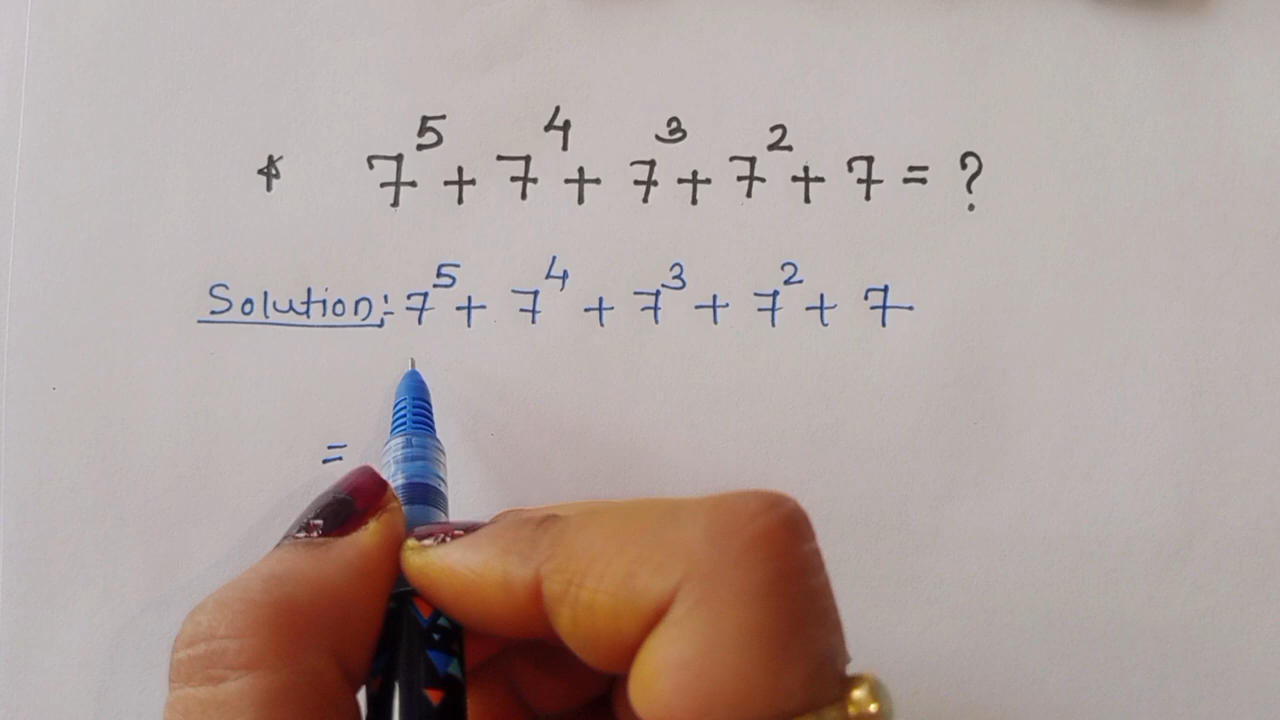 * 7⁵ + 7⁴ + 7³ + 7² + 7 = ?
Solution:- 7⁵ + 7⁴ + 7³ + 7² + 7
=